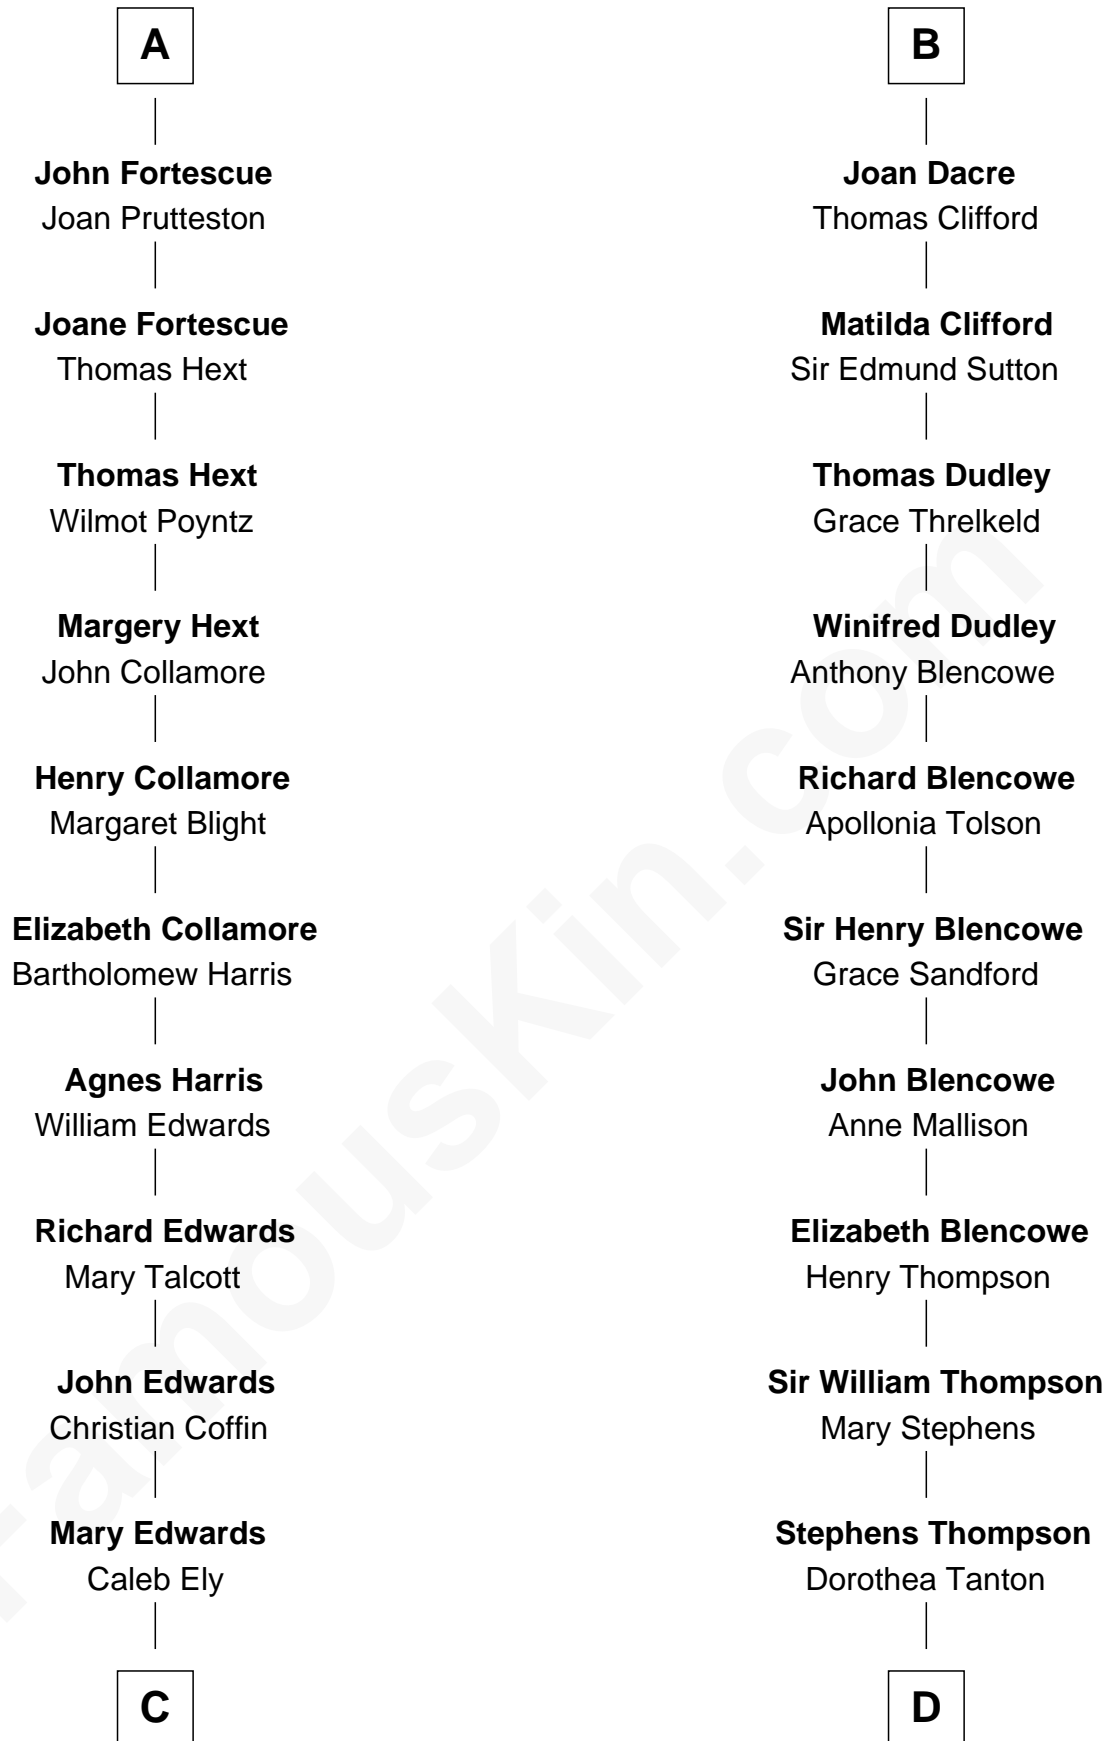 A
John Fortescue
Joan Prutteston
Joane Fortescue
Thomas Hext
Thomas Hext
Wilmot Poyntz
Margery Hext
John Collamore
Henry Collamore
Margaret Blight
Elizabeth Collamore
Bartholomew Harris
Agnes Harris
William Edwards
Richard Edwards
Mary Talcott
John Edwards
Christian Coffin
Mary Edwards
Caleb Ely
C
B
Joan Dacre
Thomas Clifford
Matilda Clifford
Sir Edmund Sutton
Thomas Dudley
Grace Threlkeld
Winifred Dudley
Anthony Blencowe
Richard Blencowe
Apollonia Tolson
Sir Henry Blencowe
Grace Sandford
John Blencowe
Anne Mallison
Elizabeth Blencowe
Henry Thompson
Sir William Thompson
Mary Stephens
Stephens Thompson
Dorothea Tanton
D
FamousKin.com